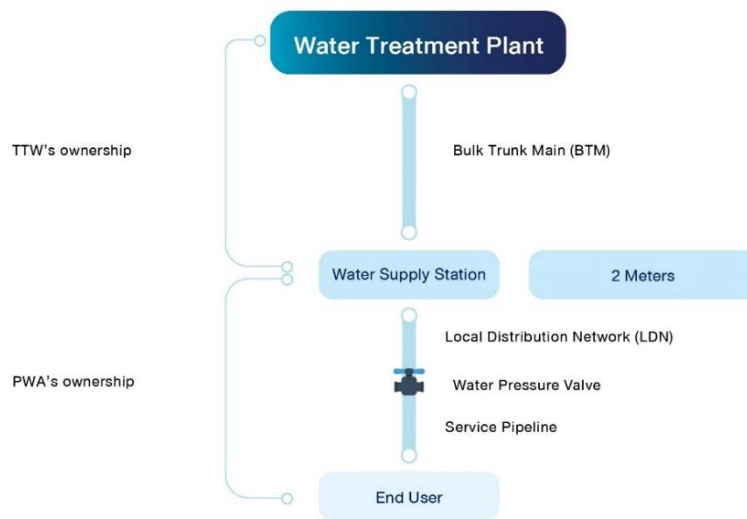 Water Treatment Plant
TTW's ownership
Bulk Trunk Main (BTM)
Water Supply Station
2 Meters
Local Distribution Network (LDN)
PWA's ownership
Water Pressure Valve
Service Pipeline
End User